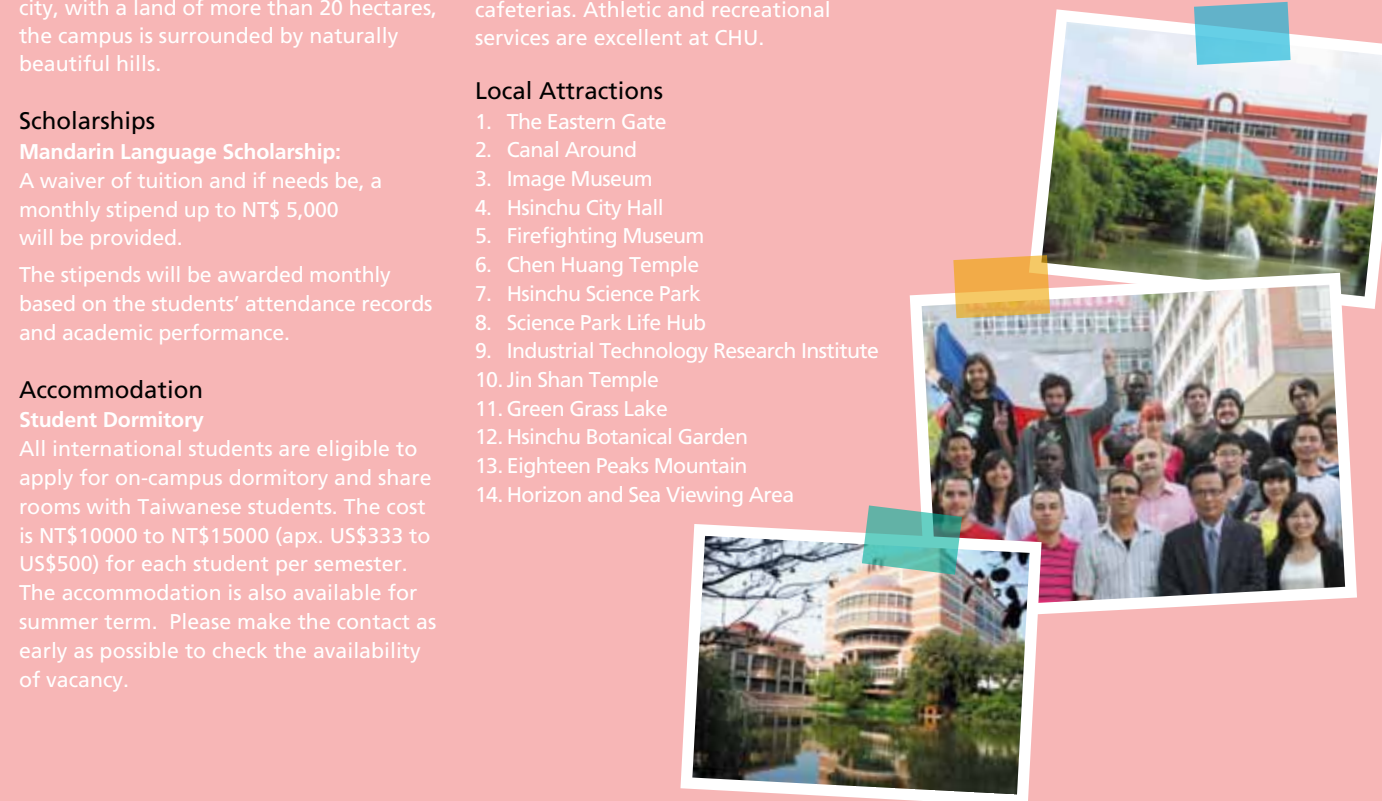 city, with a land of more than 20 hectares,
the campus is surrounded by naturally
beautiful hills.
Scholarships
Mandarin Language Scholarship:
A waiver of tuition and if needs be, a
monthly stipend up to NT$ 5,000
will be provided.
The stipends will be awarded monthly
based on the students’ attendance records
and academic performance.
Accommodation
Student Dormitory
All international students are eligible to
apply for on-campus dormitory and share
rooms with Taiwanese students. The cost
is NT$10000 to NT$15000 (apx. US$333 to
US$500) for each student per semester.
The accommodation is also available for
summer term.  Please make the contact as
early as possible to check the availability
of vacancy.
cafeterias. Athletic and recreational
services are excellent at CHU.
Local Attractions
1. The Eastern Gate
2. Canal Around
3. Image Museum
4. Hsinchu City Hall
5. Firefighting Museum
6. Chen Huang Temple
7. Hsinchu Science Park
8. Science Park Life Hub
9. Industrial Technology Research Institute
10. Jin Shan Temple
11. Green Grass Lake
12. Hsinchu Botanical Garden
13. Eighteen Peaks Mountain
14. Horizon and Sea Viewing Area